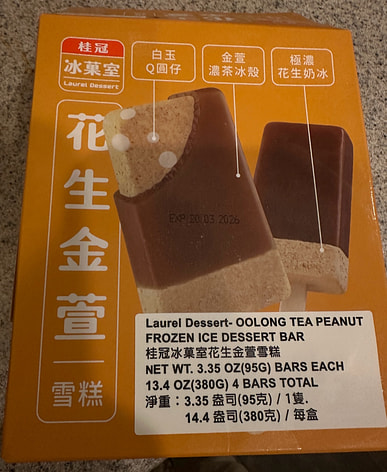 桂冠
冰菓室
Laurel Dessert
白玉
Q圓仔
金萱
濃茶冰殼
極濃
花生奶冰
花生金萱
雪糕
EXP 20 03 2026
Laurel Dessert- OOLONG TEA PEANUT
FROZEN ICE DESSERT BAR
桂冠冰菓室花生金萱雪糕
NET WT. 3.35 OZ(95G) BARS EACH
13.4 OZ(380G) 4 BARS TOTAL
淨重：3.35 盎司(95克) / 1隻.
14.4 盎司(380克) / 每盒